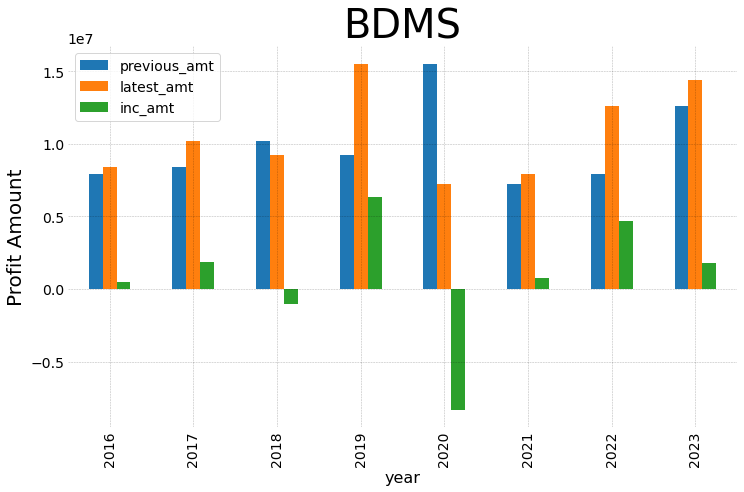 BDMS
1e7
previous_amt
latest_amt
inc_amt
Profit Amount
1.5
1.0
0.5
0.0
−0.5
2016
2017
2018
2019
2020
2021
2022
2023
year